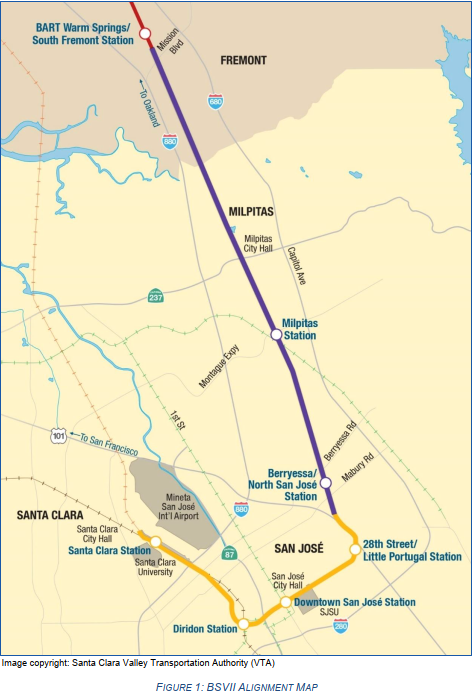 BART Warm Springs/
South Fremont Station
Mission
Blvd
FREMONT
To Oakland
680
880
MILPITAS
Milpitas
City Hall
Capitol Ave
237
Milpitas
Station
Montague Expy
1st St
101
To San Francisco
Berryessa Rd
Mabury Rd
Berryessa/
North San José
Station
Mineta
San José
Int'l Airport
880
SANTA CLARA
Santa Clara
City Hall
Santa Clara Station
Santa Clara
University
87
SAN JOSÉ
28th Street/
Little Portugal Station
San José
City Hall
Downtown San José Station
SJSU
Diridon Station
280
Image copyright: Santa Clara Valley Transportation Authority (VTA)
FIGURE 1: BSVII ALIGNMENT MAP